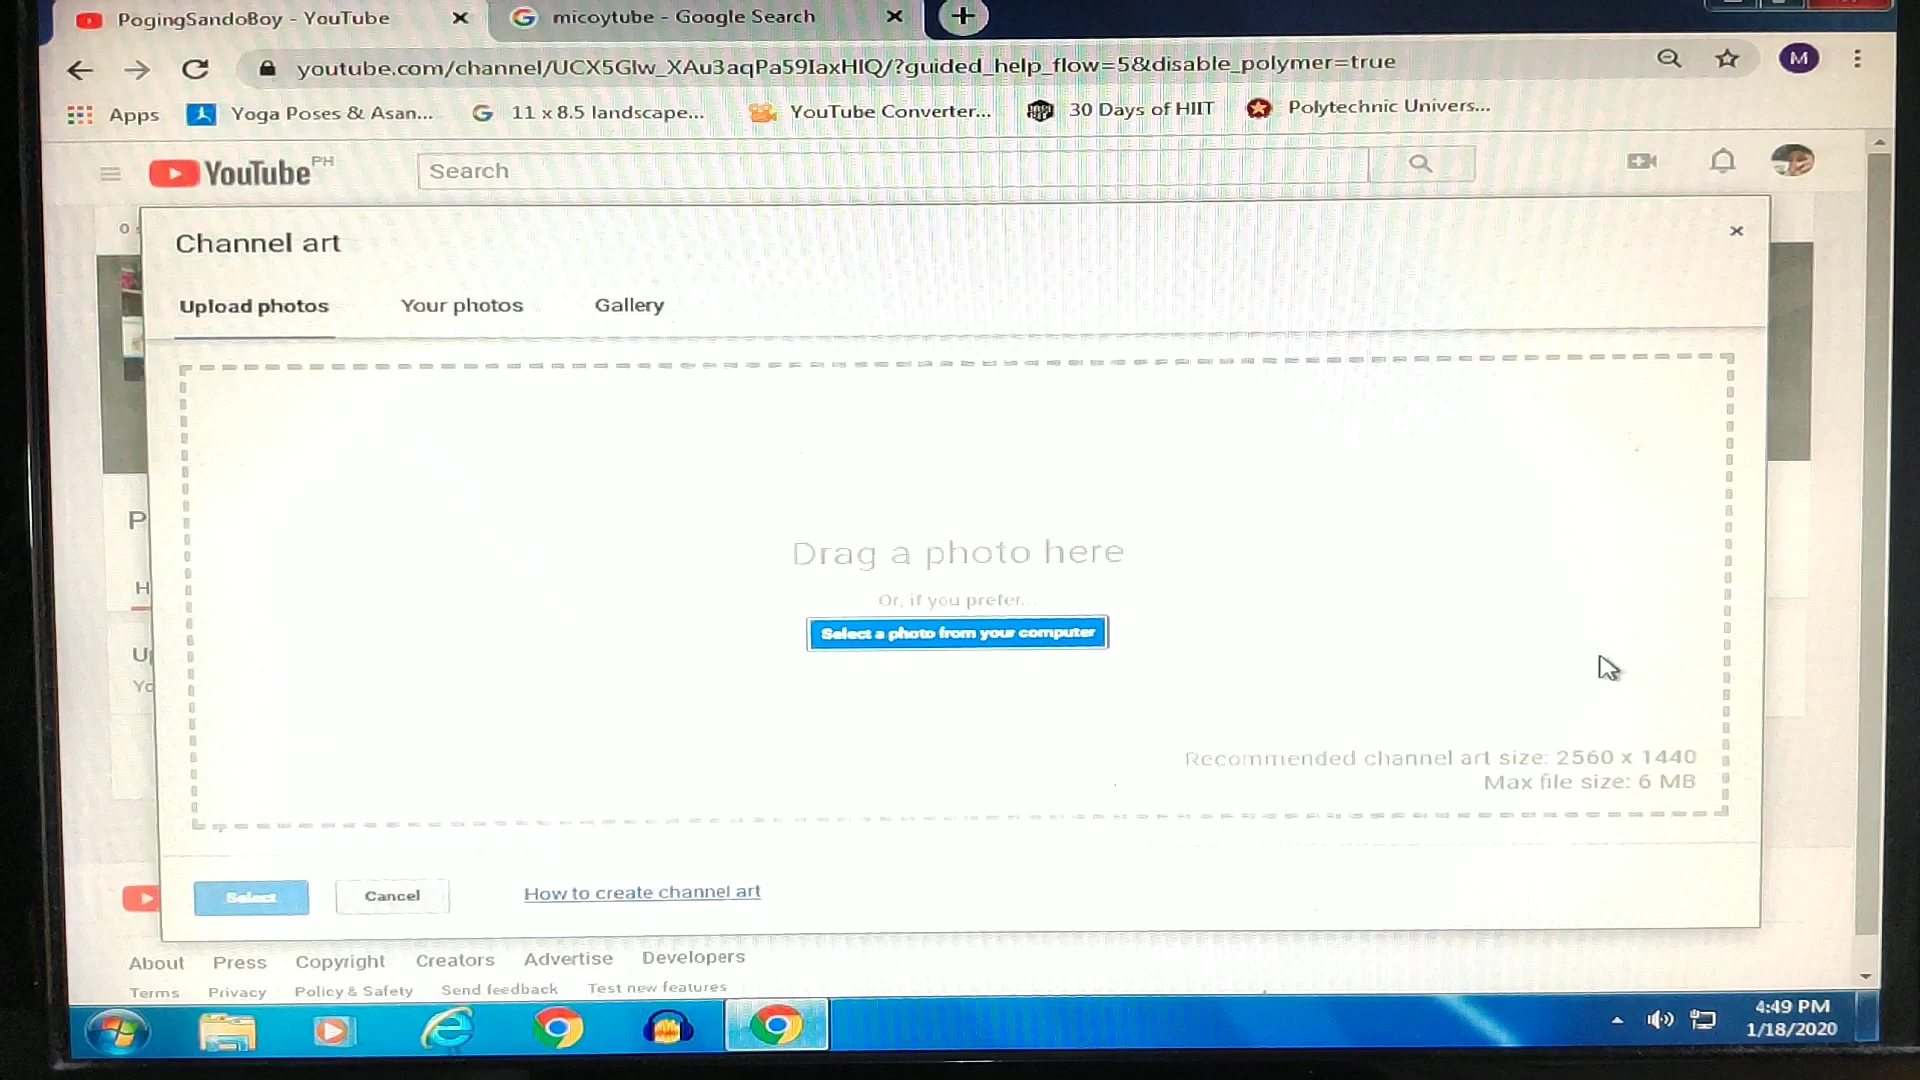 PogingSandoBoy - YouTube
micoytube - Google Search
youtube.com/channel/UCX5Glw_XAu3aqPa59IaxHlQ/?guided_help_flow=5&disable_polymer=true
M
Apps
Yoga Poses & Asan...
11 x 8.5 landscape...
YouTube Converter...
30 Days of HIIT
Polytechnic Univers...
YouTube PH
Search
0 s
Channel art
Upload photos
Your photos
Gallery
P
H
Up
Yo
Drag a photo here
Or, if you prefer...
Select a photo from your computer
Recommended channel art size: 2560 x 1440
Max file size: 6 MB
Select
Cancel
How to create channel art
About
Press
Copyright
Creators
Advertise
Developers
Terms
Privacy
Policy & Safety
Send feedback
Test new features
4:49 PM
1/18/2020